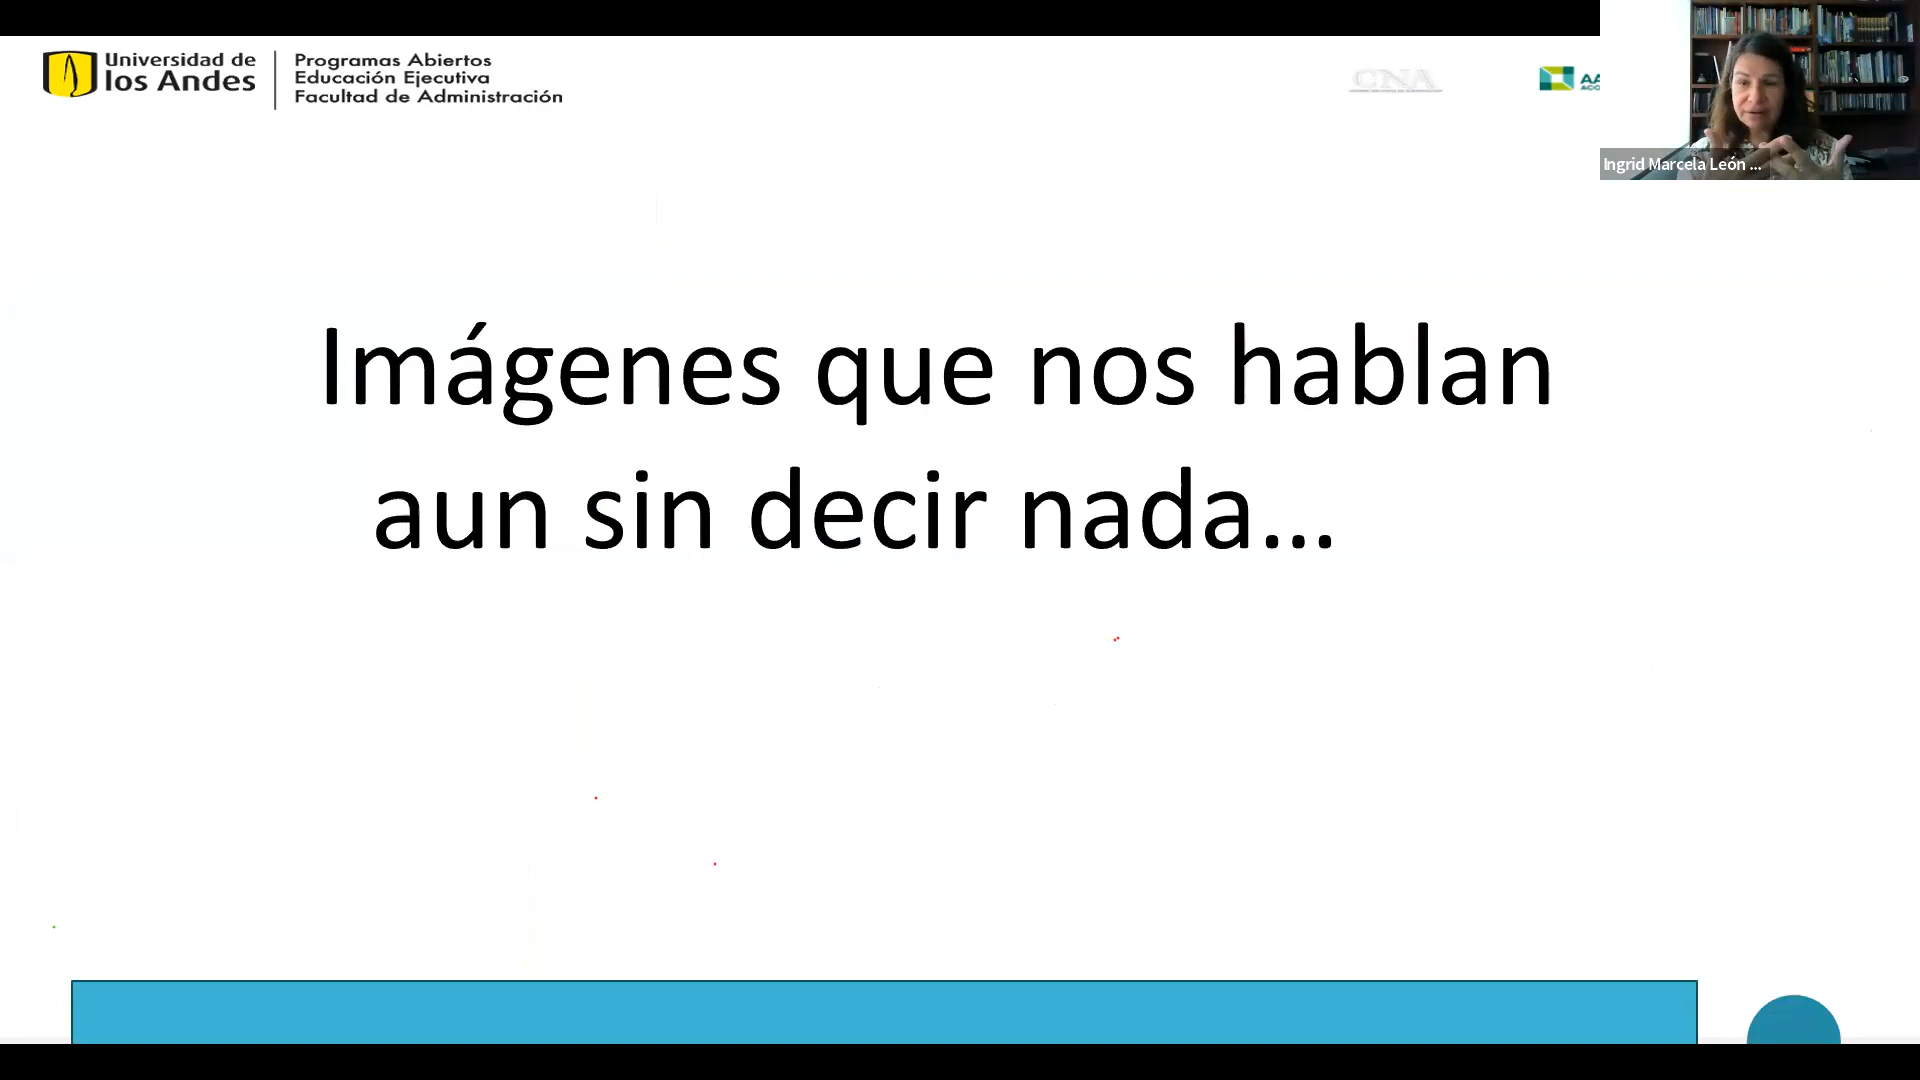 Universidad de
los Andes
Programas Abiertos
Educación Ejecutiva
Facultad de Administración
CNA
Ingrid Marcela León ...
Imágenes que nos hablan
aun sin decir nada...